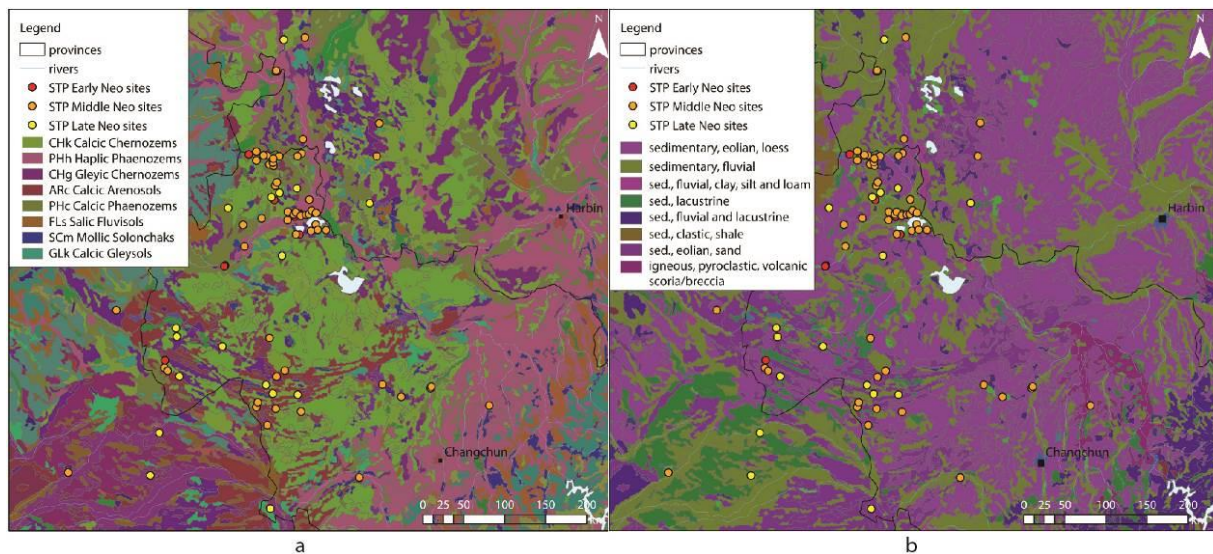 Legend
provinces
rivers
STP Early Neo sites
STP Middle Neo sites
STP Late Neo sites
CHk Calcic Chernozems
PHh Haplic Phaenozems
CHg Gleyic Chernozems
ARc Calcic Arenosols
PHc Calcic Phaenozems
FLs Salic Fluvisols
SCm Mollic Solonchaks
GLk Calcic Gleysols
N
Harbin
Changchun
0 25 50 100 150 200
a
Legend
provinces
rivers
STP Early Neo sites
STP Middle Neo sites
STP Late Neo sites
sedimentary, eolian, loess
sedimentary, fluvial
sed., fluvial, clay, silt and loam
sed., lacustrine
sed., fluvial and lacustrine
sed., clastic, shale
sed., eolian, sand
igneous, pyroclastic, volcanic
scoria/breccia
N
Harbin
Changchun
0 25 50 100 150 200
b